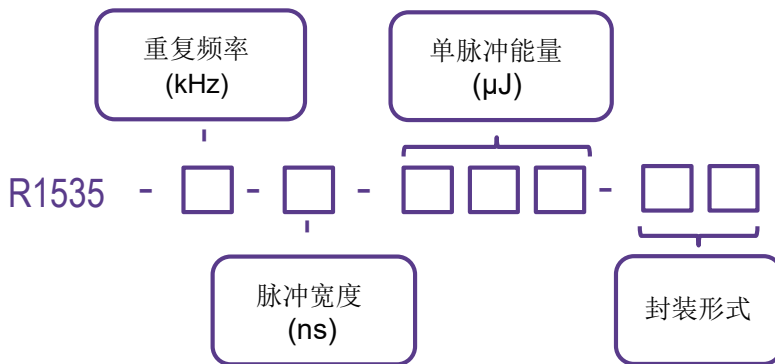 重复频率
(kHz)
单脉冲能量
(μJ)
R1535 - □ - □ - □□□ - □□
脉冲宽度
(ns)
封装形式